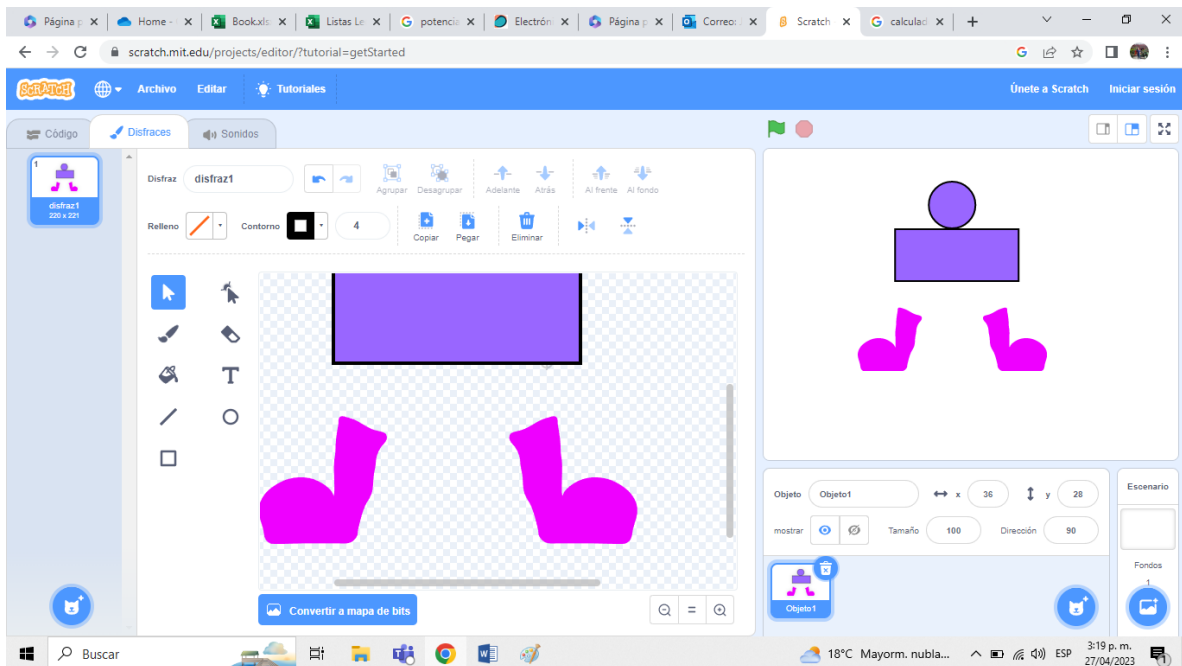 Página p
Home -
Book.xls
Listas Le
potencia
Electrón
Página p
Correo:
Scratch
calculad
scratch.mit.edu/projects/editor/?tutorial=getStarted
SCRATCH
Archivo
Editar
Tutoriales
Únete a Scratch
Iniciar sesión
Código
Disfraces
Sonidos
1
disfraz1
220 x 221
Disfraz
disfraz1
Agrupar
Desagrupar
Adelante
Atrás
Al frente
Al fondo
Relleno
Contorno
4
Copiar
Pegar
Eliminar
T
Convertir a mapa de bits
Objeto
Objeto1
x
36
y
28
mostrar
Tamaño
100
Dirección
90
Objeto1
Escenario
Fondos
1
Buscar
18°C Mayorm. nubla...
ESP
3:19 p. m.
27/04/2023
1